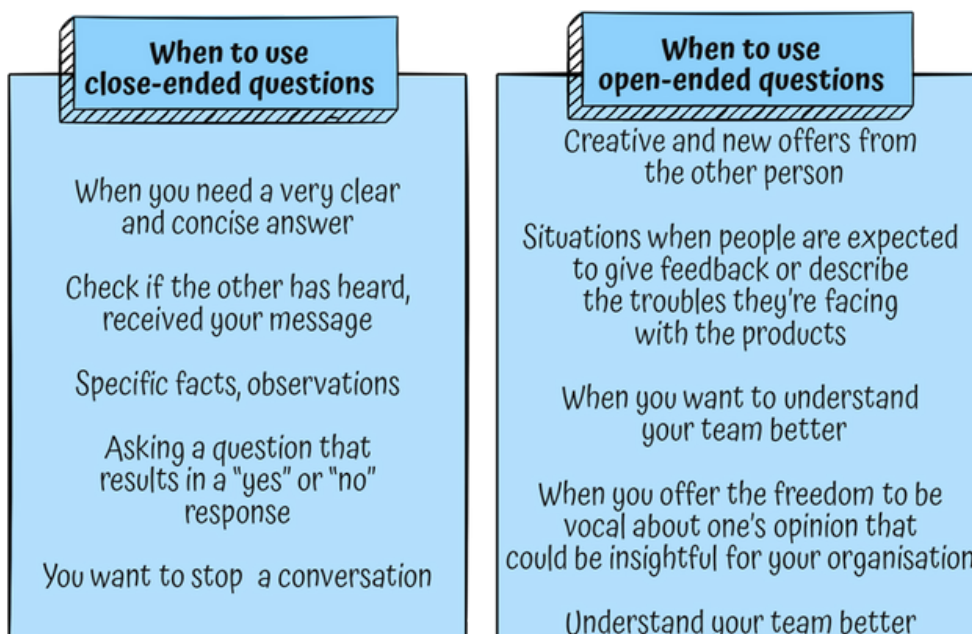 When to use
close-ended questions
When you need a very clear
and concise answer
Check if the other has heard,
received your message
Specific facts, observations
Asking a question that
results in a “yes” or “no”
response
You want to stop a conversation
When to use
open-ended questions
Creative and new offers from
the other person
Situations when people are expected
to give feedback or describe
the troubles they’re facing
with the products
When you want to understand
your team better
When you offer the freedom to be
vocal about one’s opinion that
could be insightful for your organisation
Understand your team better